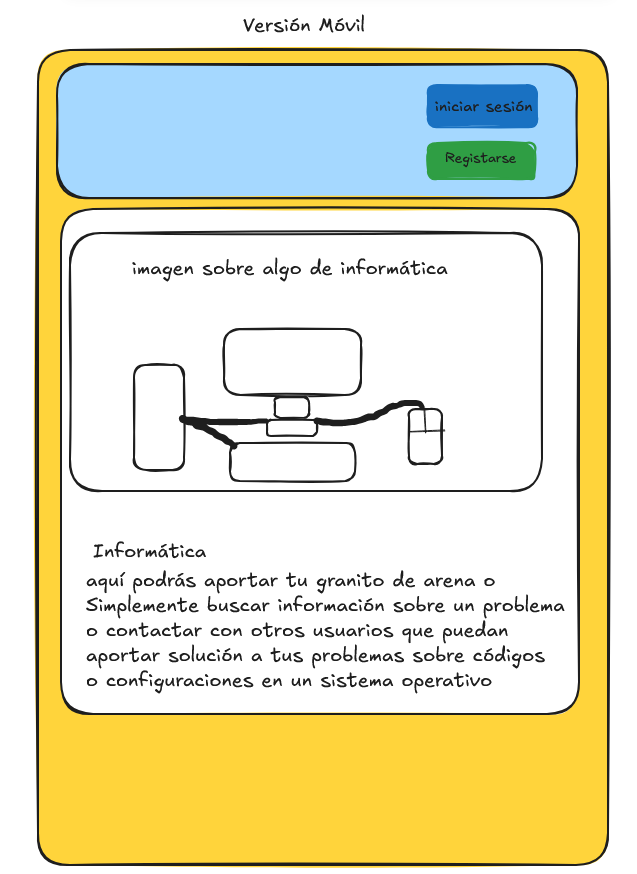 Versión Móvil
iniciar sesión
Registarse
imagen sobre algo de informática
Informática
aquí podrás aportar tu granito de arena o
Simplemente buscar información sobre un problema
o contactar con otros usuarios que puedan
aportar solución a tus problemas sobre códigos
o configuraciones en un sistema operativo